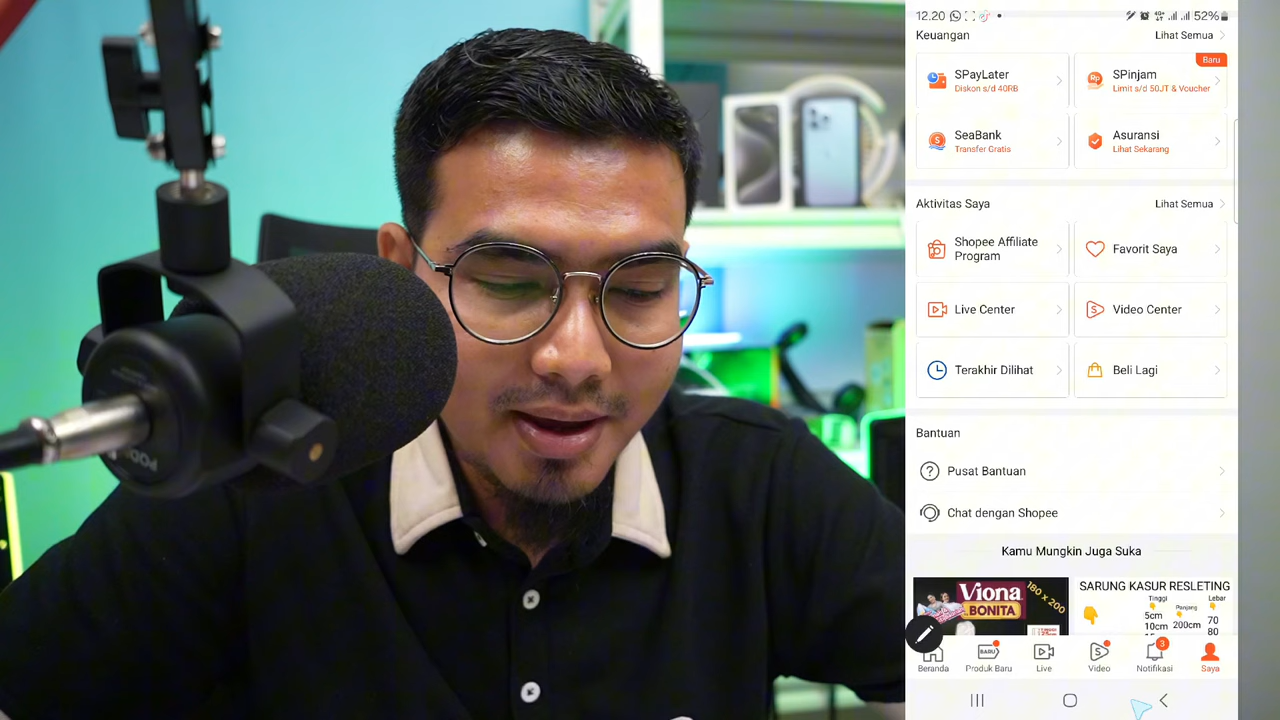 12.20
52%
Keuangan
Lihat Semua
Baru
SPayLater
Diskon s/d 40RB
SPinjam
Limit s/d 50JT & Voucher
SeaBank
Transfer Gratis
Asuransi
Lihat Sekarang
Aktivitas Saya
Lihat Semua
Shopee Affiliate
Program
Favorit Saya
Live Center
Video Center
Terakhir Dilihat
Beli Lagi
Bantuan
Pusat Bantuan
Chat dengan Shopee
Kamu Mungkin Juga Suka
Viona
BONITA
180 x 200
SARUNG KASUR RESLETING
Tinggi
Panjang
Lebar
5cm
10cm
200cm
70
80
BARU
3
Beranda
Produk Baru
Live
Video
Notifikasi
Saya